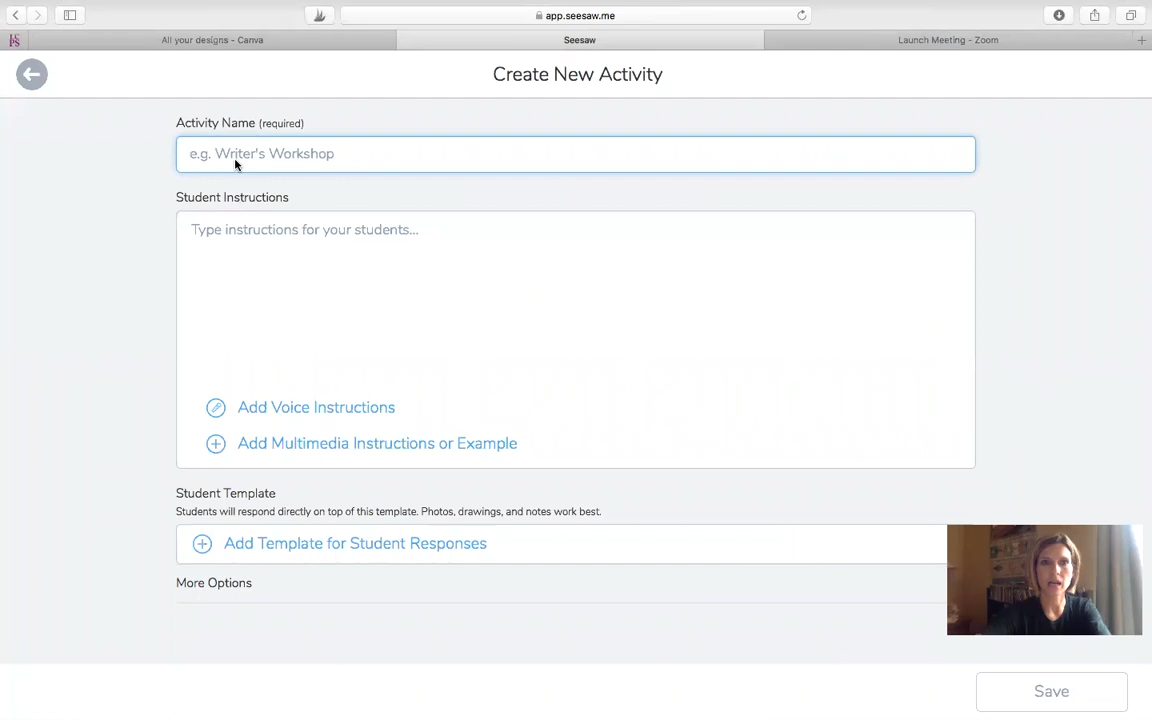 app.seesaw.me
All your designs - Canva
Seesaw
Launch Meeting - Zoom
Create New Activity
Activity Name (required)
e.g. Writer's Workshop
Student Instructions
Type instructions for your students...
Add Voice Instructions
Add Multimedia Instructions or Example
Student Template
Students will respond directly on top of this template. Photos, drawings, and notes work best.
Add Template for Student Responses
More Options
Save